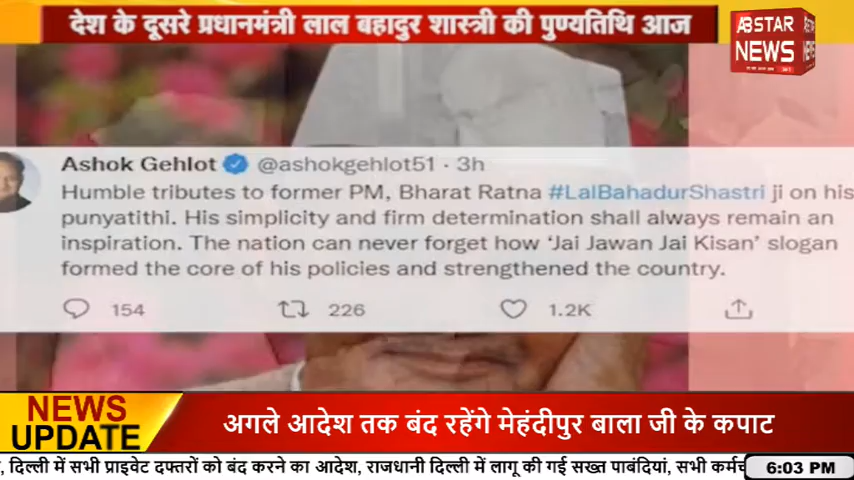 देश के दूसरे प्रधानमंत्री लाल बहादुर शास्त्री की पुण्यतिथि आज
ABSTAR
NEWS
Ashok Gehlot @ashokgehlot51 · 3h
Humble tributes to former PM, Bharat Ratna #LalBahadurShastri ji on his
punyatithi. His simplicity and firm determination shall always remain an
inspiration. The nation can never forget how ‘Jai Jawan Jai Kisan’ slogan
formed the core of his policies and strengthened the country.
154 226 1.2K
NEWS
UPDATE
अगले आदेश तक बंद रहेंगे मेहंदीपुर बाला जी के कपाट
, दिल्ली में सभी प्राइवेट दफ्तरों को बंद करने का आदेश, राजधानी दिल्ली में लागू की गई सख्त पाबंदियां, सभी
6:03 PM